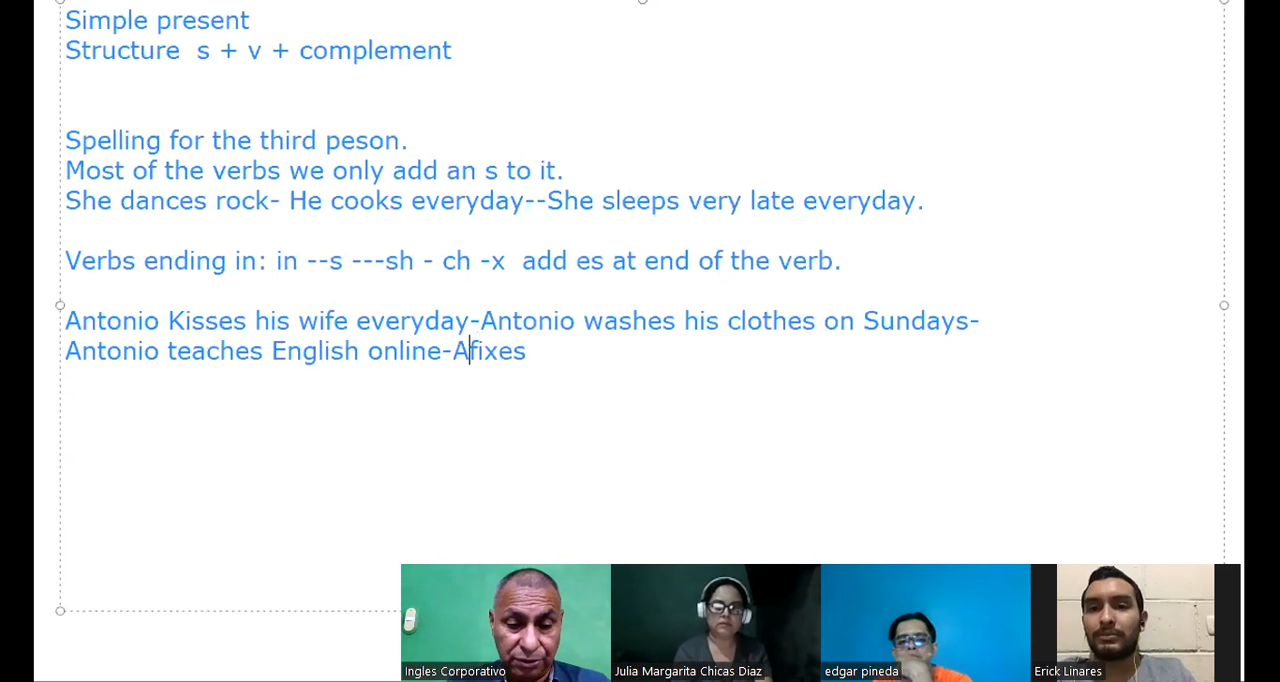 Simple present
Structure  s + v + complement
Spelling for the third peson.
Most of the verbs we only add an s to it.
She dances rock- He cooks everyday--She sleeps very late everyday.
Verbs ending in: in --s ---sh - ch -x  add es at end of the verb.
Antonio Kisses his wife everyday-Antonio washes his clothes on Sundays-
Antonio teaches English online-Afixes
Ingles Corporativo
Julia Margarita Chicas Diaz
edgar pineda
Erick Linares